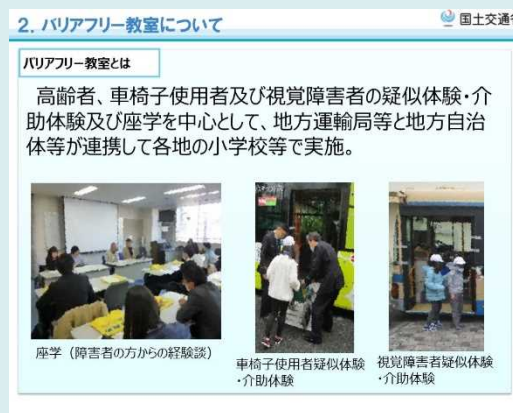 2. バリアフリー教室について
国土交通省
バリアフリー教室とは
高齢者、車椅子使用者及び視覚障害者の疑似体験・介
助体験及び座学を中心として、地方運輸局等と地方自治
体等が連携して各地の小学校等で実施。
座学（障害者の方からの経験談）
車椅子使用者疑似体験
・介助体験
視覚障害者疑似体験
・介助体験